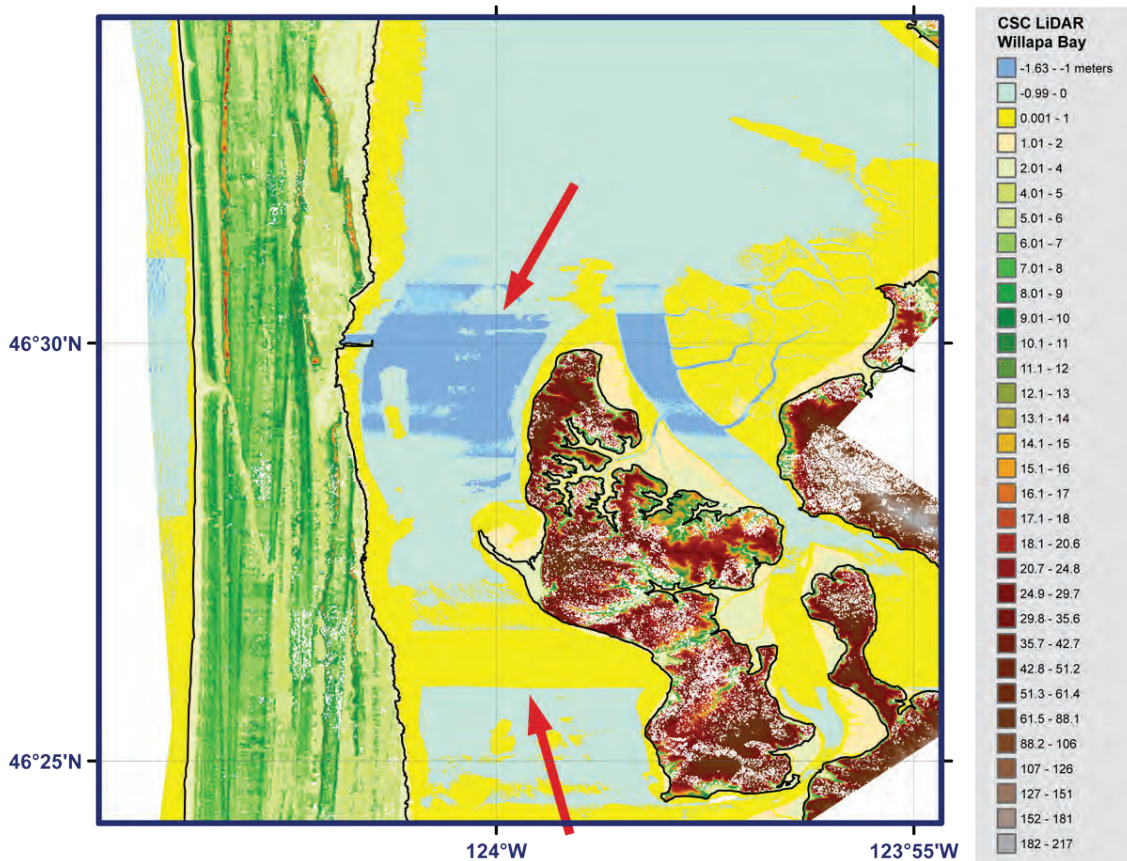 CSC LiDAR
Willapa Bay
-1.63 - -1 meters
-0.99 - 0
0.001 - 1
1.01 - 2
2.01 - 4
4.01 - 5
5.01 - 6
6.01 - 7
7.01 - 8
8.01 - 9
9.01 - 10
10.1 - 11
11.1 - 12
12.1 - 13
13.1 - 14
14.1 - 15
15.1 - 16
16.1 - 17
17.1 - 18
18.1 - 20.6
20.7 - 24.8
24.9 - 29.7
29.8 - 35.6
35.7 - 42.7
42.8 - 51.2
51.3 - 61.4
61.5 - 88.1
88.2 - 106
107 - 126
127 - 151
152 - 181
182 - 217
46°30'N
46°25'N
124°W
123°55'W